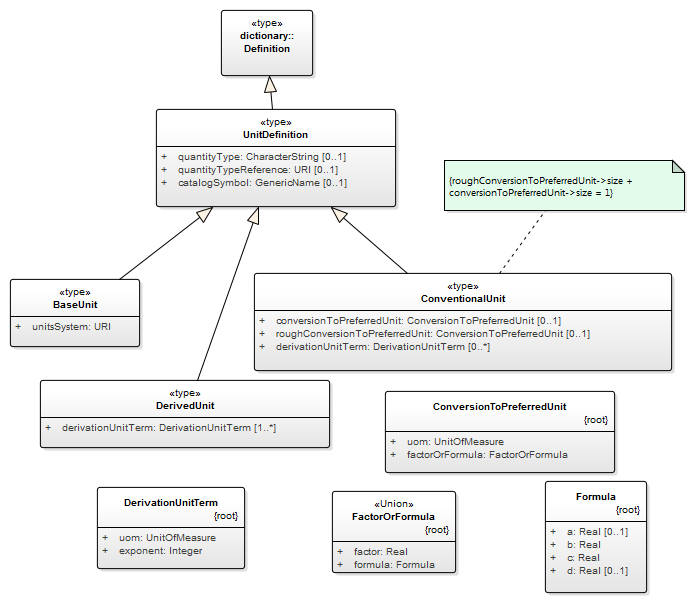 «type»
dictionary::
Definition
«type»
UnitDefinition
+ quantityType: CharacterString [0..1]
+ quantityTypeReference: URI [0..1]
+ catalogSymbol: GenericName [0..1]
{roughConversionToPreferredUnit->size +
conversionToPreferredUnit->size = 1}
«type»
BaseUnit
+ unitsSystem: URI
«type»
ConventionalUnit
+ conversionToPreferredUnit: ConversionToPreferredUnit [0..1]
+ roughConversionToPreferredUnit: ConversionToPreferredUnit [0..1]
+ derivationUnitTerm: DerivationUnitTerm [0..*]
«type»
DerivedUnit
+ derivationUnitTerm: DerivationUnitTerm [1..*]
ConversionToPreferredUnit
{root}
+ uom: UnitOfMeasure
+ factorOrFormula: FactorOrFormula
DerivationUnitTerm
{root}
+ uom: UnitOfMeasure
+ exponent: Integer
«Union»
FactorOrFormula
{root}
+ factor: Real
+ formula: Formula
Formula
{root}
+ a: Real [0..1]
+ b: Real
+ c: Real
+ d: Real [0..1]